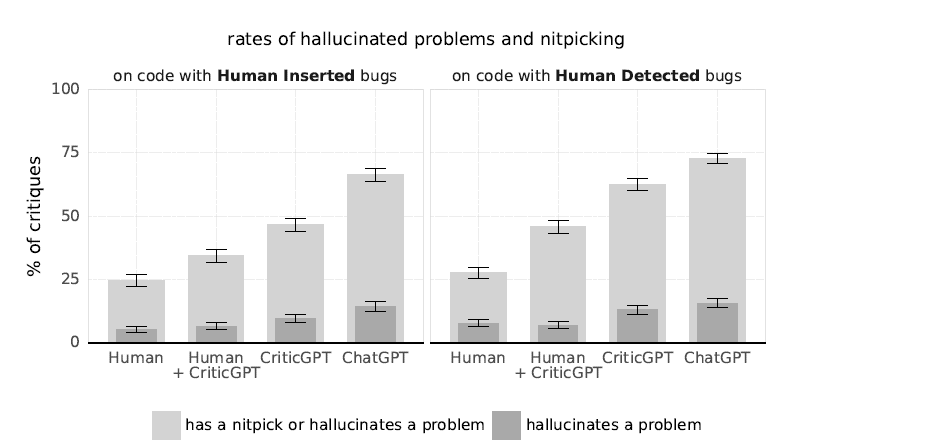 rates of hallucinated problems and nitpicking
on code with Human Inserted bugs
on code with Human Detected bugs
100
75
50
25
0
% of critiques
Human
Human
+ CriticGPT
CriticGPT
ChatGPT
Human
Human
+ CriticGPT
CriticGPT
ChatGPT
has a nitpick or hallucinates a problem
hallucinates a problem